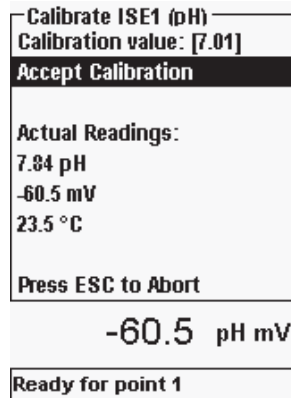 Calibrate ISE1 (pH)
Calibration value: [7.01]
Accept Calibration
Actual Readings:
7.84 pH
-60.5 mV
23.5 °C
Press ESC to Abort
-60.5 pH mV
Ready for point 1